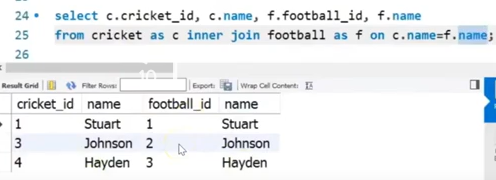 24 select c.cricket_id, c.name, f.football_id, f.name
25 from cricket as c inner join football as f on c.name=f.name;
26
Result Grid Filter Rows: Export: Wrap Cell Content:
cricket_id name football_id name
1 Stuart 1 Stuart
3 Johnson 2 Johnson
4 Hayden 3 Hayden